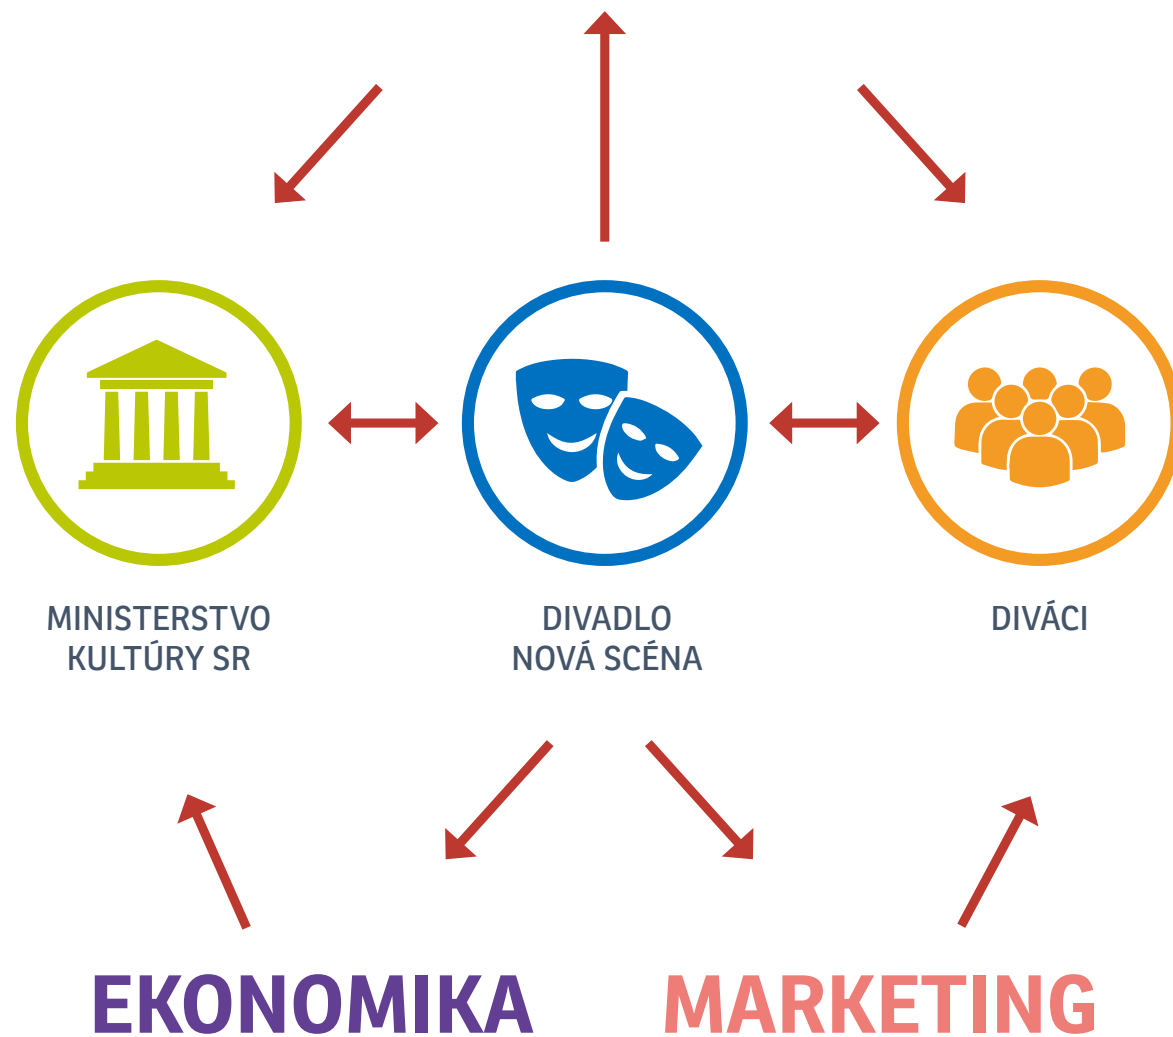 MINISTERSTVO
KULTÚRY SR
DIVADLO
NOVÁ SCÉNA
DIVÁCI
EKONOMIKA
MARKETING